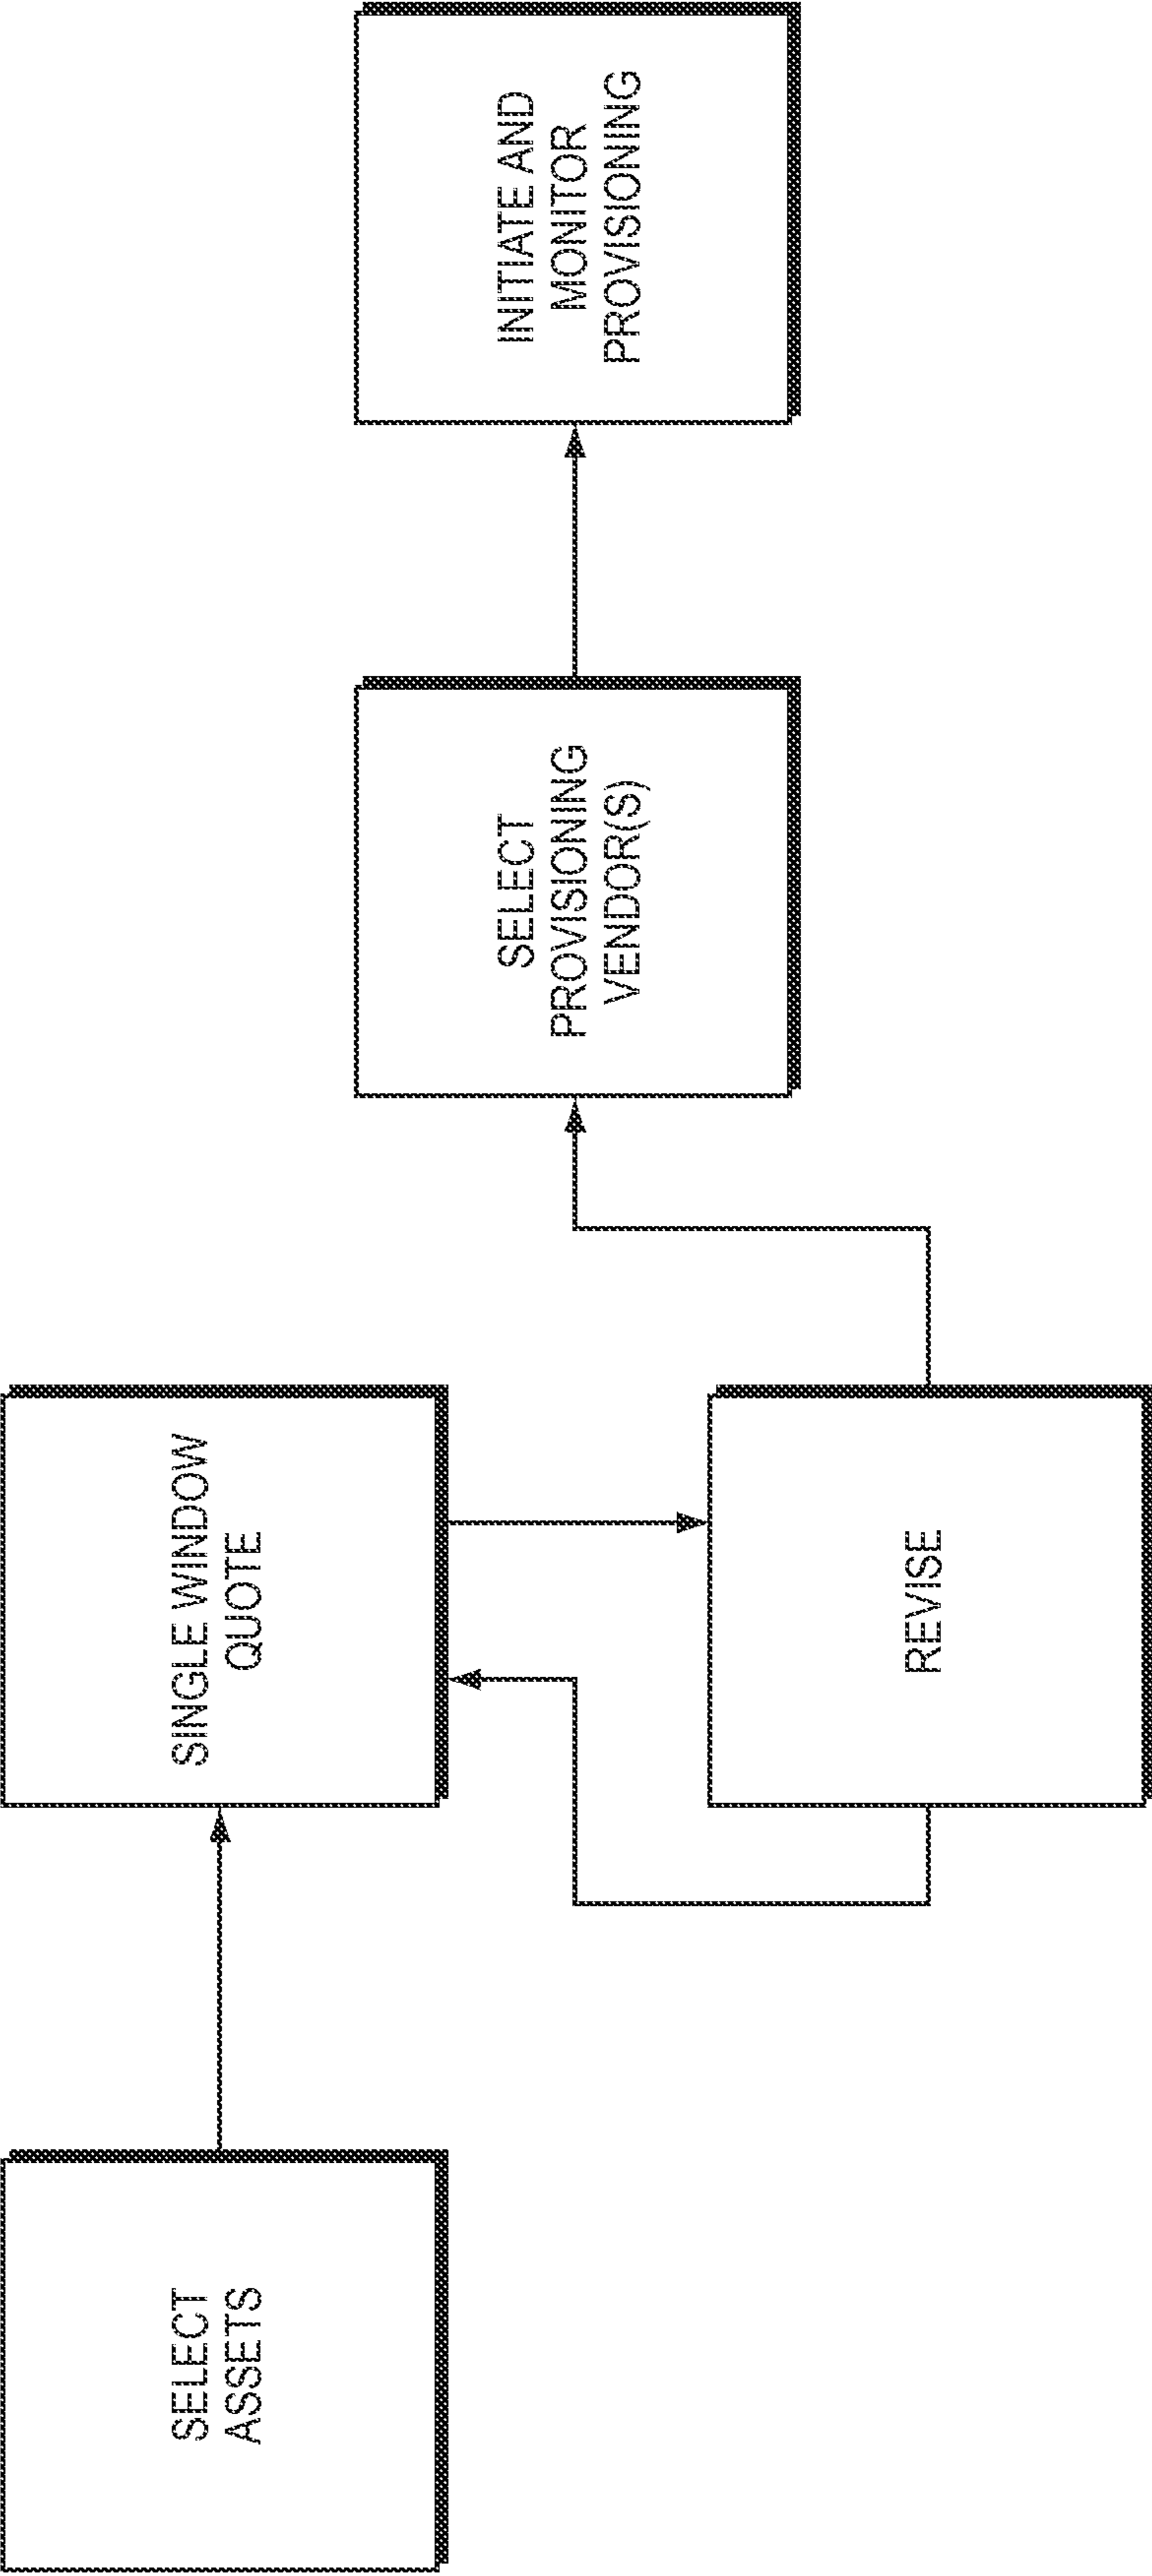 SELECT
ASSETS
SINGLE WINDOW
QUOTE
REVISE
SELECT
PROVISIONING
VENDOR(S)
INITIATE AND
MONITOR
PROVISIONING